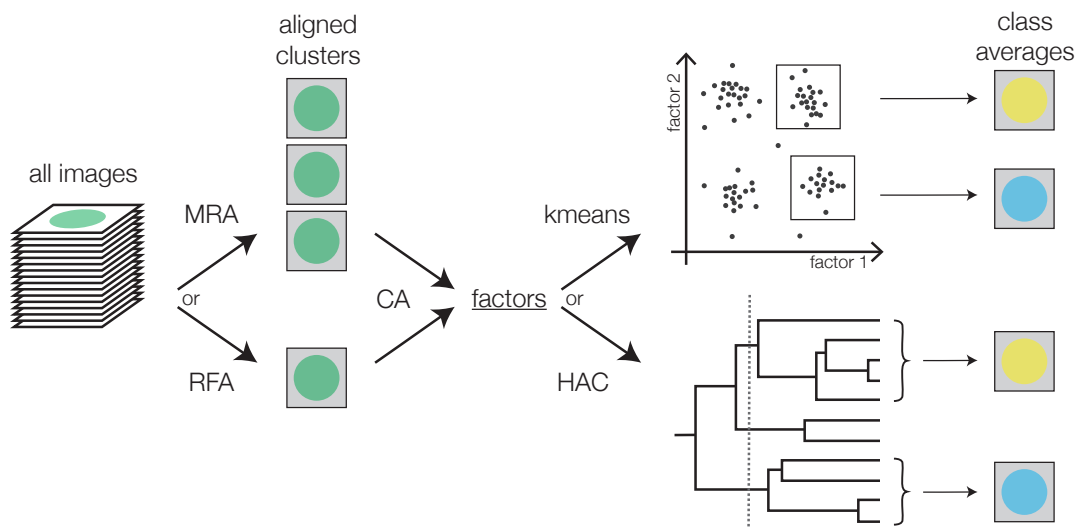 all images
MRA
or
RFA
aligned
clusters
CA
factors
kmeans
or
HAC
factor 2
factor 1
class
averages